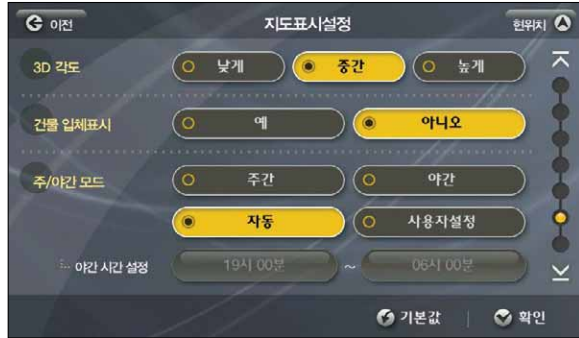 이전 지도표시설정 현위치
3D 각도 낮게 중간 높게
건물 입체표시 예 아니오
주/야간 모드 주간 야간
자동 사용자설정
야간 시간 설정 19시 00분 ~ 06시 00분
기본값 확인